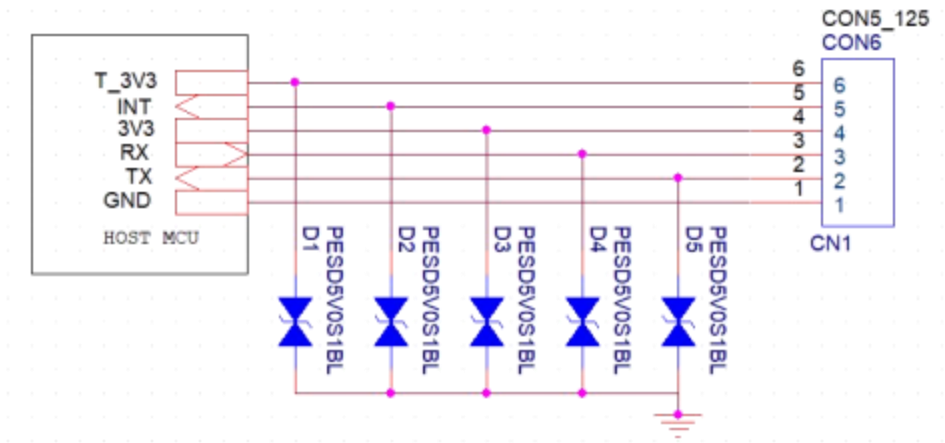 CON5_125
CON6
T_3V3
INT
3V3
RX
TX
GND
HOST MCU
6
5
4
3
2
1
6
5
4
3
2
1
CN1
D1
PESD5V0S1BL
D2
PESD5V0S1BL
D3
PESD5V0S1BL
D4
PESD5V0S1BL
D5
PESD5V0S1BL